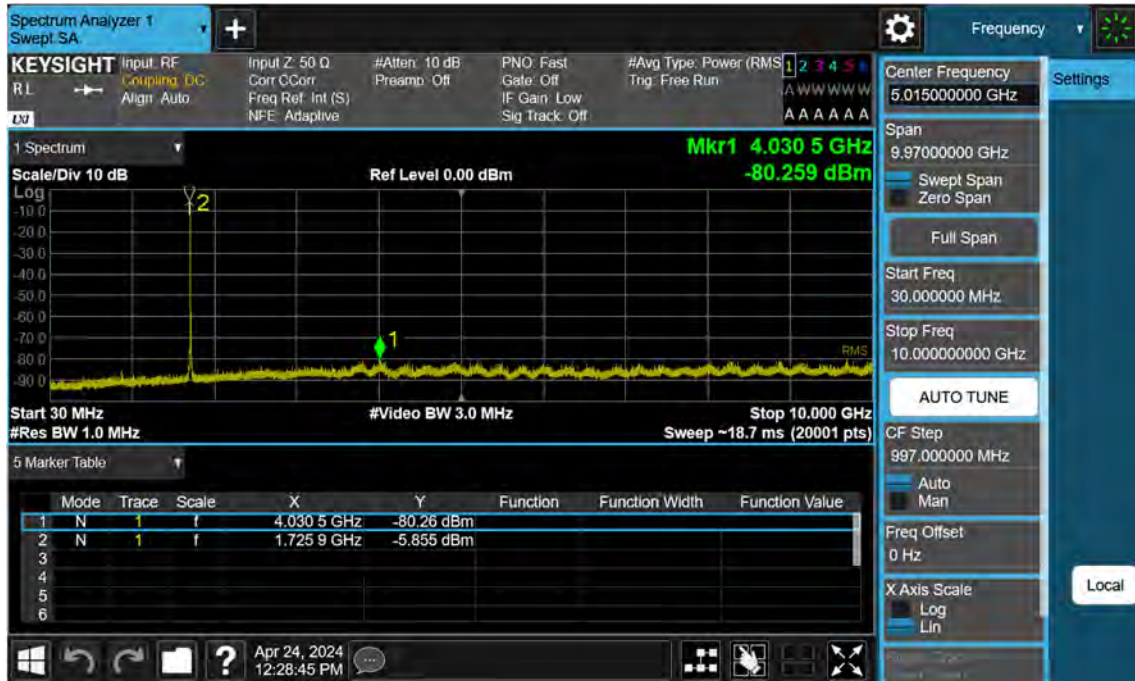 Spectrum Analyzer 1
Swept SA
+
Frequency
KEYSIGHT
RL
LXI
Input: RF
Coupling: DC
Align: Auto
Input Z: 50 Ω
Corr CCorr
Freq Ref: Int (S)
NFE: Adaptive
#Atten: 10 dB
Preamp: Off
PNO: Fast
Gate: Off
IF Gain: Low
Sig Track: Off
#Avg Type: Power (RMS
Trig: Free Run
1 2 3 4 5 6
A W W W W W
A A A A A A
1 Spectrum
Scale/Div 10 dB
Ref Level 0.00 dBm
Mkr1 4.030 5 GHz
-80.259 dBm
Log
-10.0
-20.0
-30.0
-40.0
-50.0
-60.0
-70.0
-80.0
-90.0
2
1
RMS
Start 30 MHz
#Video BW 3.0 MHz
Stop 10.000 GHz
#Res BW 1.0 MHz
Sweep ~18.7 ms (20001 pts)
5 Marker Table
Mode Trace Scale X Y Function Function Width Function Value
1 N 1 f 4.030 5 GHz -80.26 dBm
2 N 1 f 1.725 9 GHz -5.855 dBm
3
4
5
6
?
Apr 24, 2024
12:28:45 PM
Center Frequency
5.015000000 GHz
Settings
Span
9.97000000 GHz
Swept Span
Zero Span
Full Span
Start Freq
30.000000 MHz
Stop Freq
10.000000000 GHz
AUTO TUNE
CF Step
997.000000 MHz
Auto
Man
Freq Offset
0 Hz
X Axis Scale
Log
Lin
Local